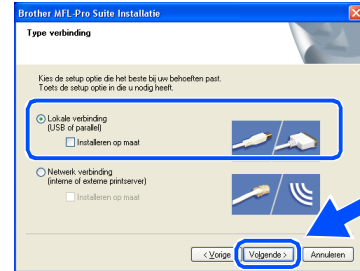 Brother MFL-Pro Suite Installatie
Type verbinding
Kies de setup optie die het beste bij uw behoeften past.
Toets de setup optie in die u nodig heeft.
Lokale verbinding
(USB of parallel)
Installeren op maat
Netwerk verbinding
(interne of externe printserver)
Installeren op maat
< Vorige Volgende > Annuleren